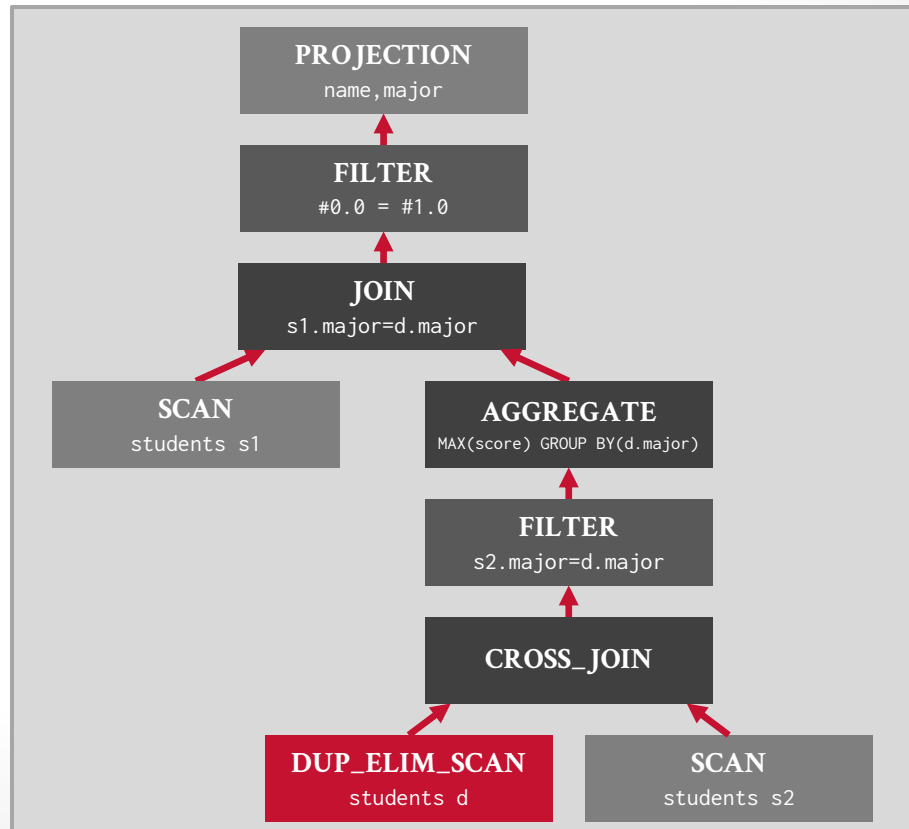 PROJECTION
name,major
FILTER
#0.0 = #1.0
JOIN
s1.major=d.major
SCAN
students s1
AGGREGATE
MAX(score) GROUP BY(d.major)
FILTER
s2.major=d.major
CROSS_JOIN
DUP_ELIM_SCAN
students d
SCAN
students s2